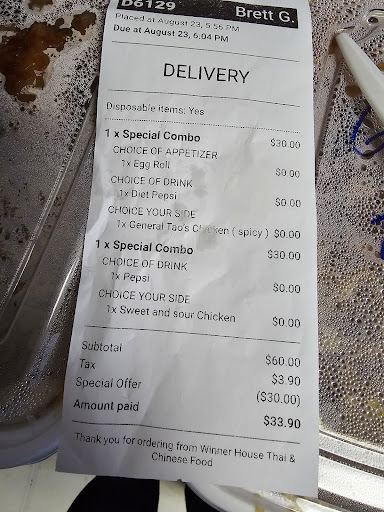 D6129 Brett G.
Placed at August 23, 5:56 PM
Due at August 23, 6:04 PM
DELIVERY
Disposable items: Yes
1 x Special Combo $30.00
CHOICE OF APPETIZER
1x Egg Roll $0.00
CHOICE OF DRINK
1x Diet Pepsi $0.00
CHOOSE YOUR SIDE
1x General Tao's Chicken ( spicy ) $0.00
1 x Special Combo $30.00
CHOICE OF DRINK
1x Pepsi $0.00
CHOICE YOUR SIDE
1x Sweet and sour Chicken $0.00
Subtotal $60.00
Tax $3.90
Special Offer ($30.00)
Amount paid $33.90
Thank you for ordering from Winner House Thai &
Chinese Food